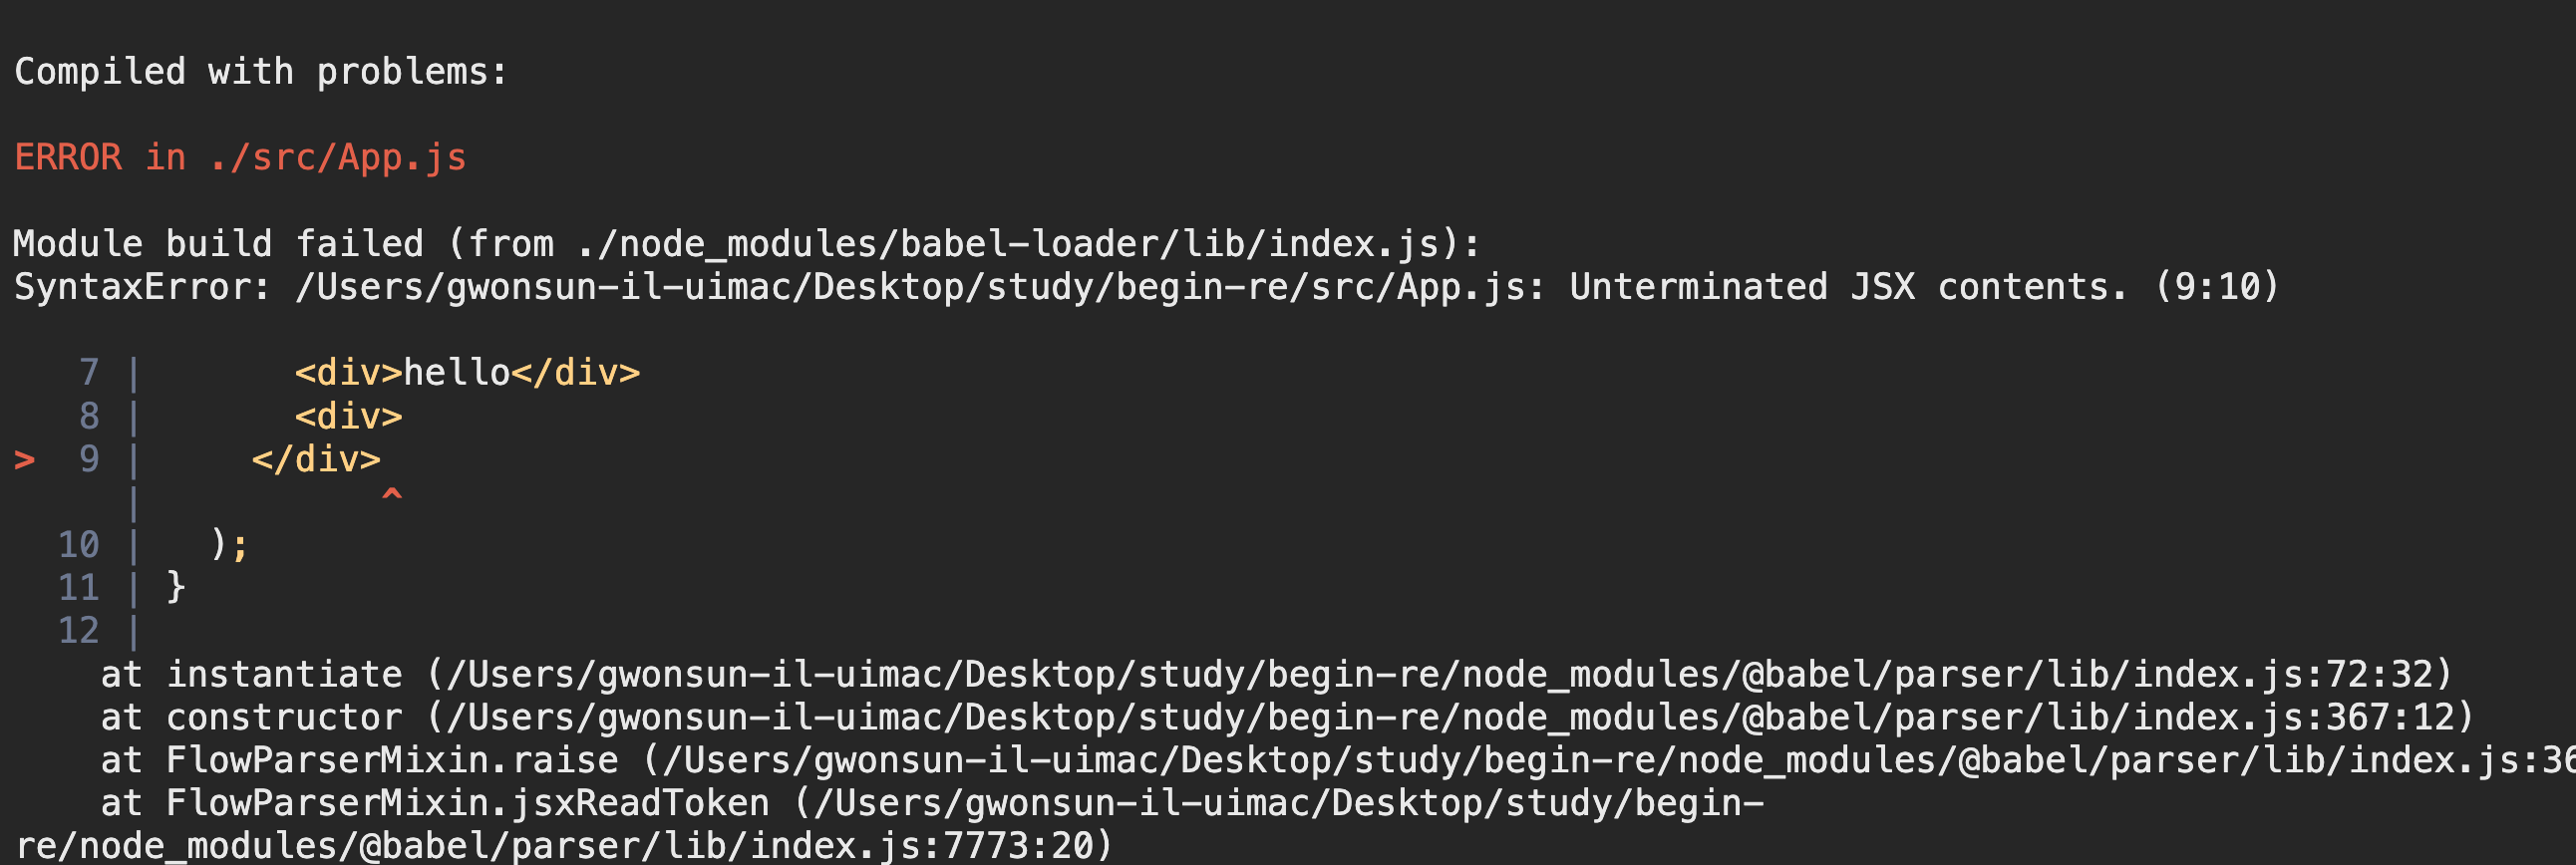 Compiled with problems:
ERROR in ./src/App.js
Module build failed (from ./node_modules/babel-loader/lib/index.js):
SyntaxError: /Users/gwonsun-il-uimac/Desktop/study/begin-re/src/App.js: Unterminated JSX contents. (9:10)
7 |       <div>hello</div>
8 |       <div>
> 9 |     </div>
|           ^
10 |   );
11 | }
12 |
at instantiate (/Users/gwonsun-il-uimac/Desktop/study/begin-re/node_modules/@babel/parser/lib/index.js:72:32)
at constructor (/Users/gwonsun-il-uimac/Desktop/study/begin-re/node_modules/@babel/parser/lib/index.js:367:12)
at FlowParserMixin.raise (/Users/gwonsun-il-uimac/Desktop/study/begin-re/node_modules/@babel/parser/lib/index.js:36
at FlowParserMixin.jsxReadToken (/Users/gwonsun-il-uimac/Desktop/study/begin-
re/node_modules/@babel/parser/lib/index.js:7773:20)